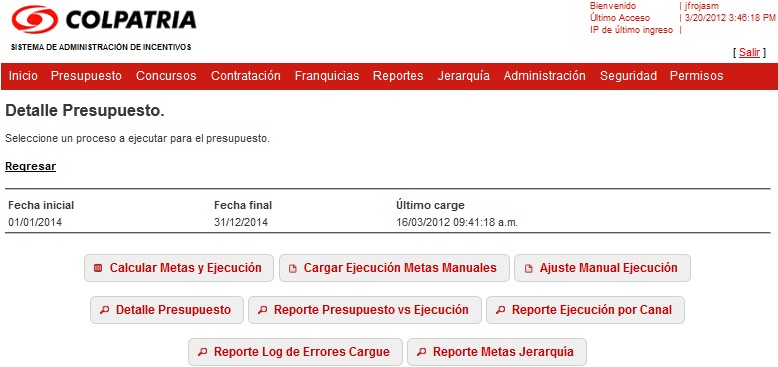 COLPATRIA
SISTEMA DE ADMINISTRACIÓN DE INCENTIVOS
Bienvenido | jfrojasm
Último Acceso | 3/20/2012 3:46:18 PM
IP de último ingreso |
[ Salir ]
Inicio Presupuesto Concursos Contratación Franquicias Reportes Jerarquía Administración Seguridad Permisos
Detalle Presupuesto.
Seleccione un proceso a ejecutar para el presupuesto.
Regresar
Fecha inicial Fecha final Último carge
01/01/2014 31/12/2014 16/03/2012 09:41:18 a.m.
Calcular Metas y Ejecución Cargar Ejecución Metas Manuales Ajuste Manual Ejecución
Detalle Presupuesto Reporte Presupuesto vs Ejecución Reporte Ejecución por Canal
Reporte Log de Errores Cargue Reporte Metas Jerarquía